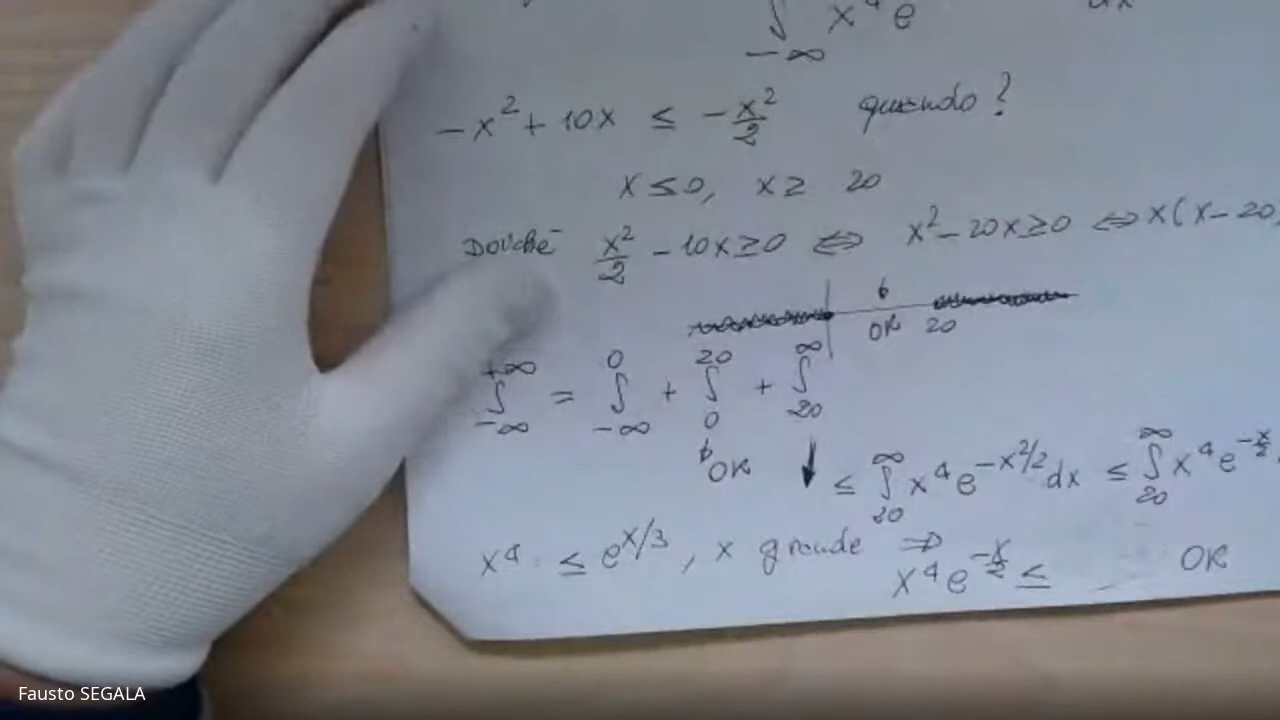 ∫ x⁴ e dx
-∞
-x² + 10x ≤ -x²/2 quando?
x ≤ 0, x ≥ 20
x²/2 - 10x ≥ 0 ⇔ x² - 20x ≥ 0 ⇔ x(x - 20)
OK 20
∫_{-∞}^{+∞} = ∫_{-∞}^{0} + ∫_{0}^{20} + ∫_{20}^{∞}
OK ↓ ≤ ∫_{20}^{∞} x⁴ e^{-x²/2} dx ≤ ∫_{20}^{∞} x⁴ e^{-x/2}
x⁴ ≤ e^{x/3}, x grande ⇒ x⁴ e^{-x/2} ≤ OK
Fausto SEGALA